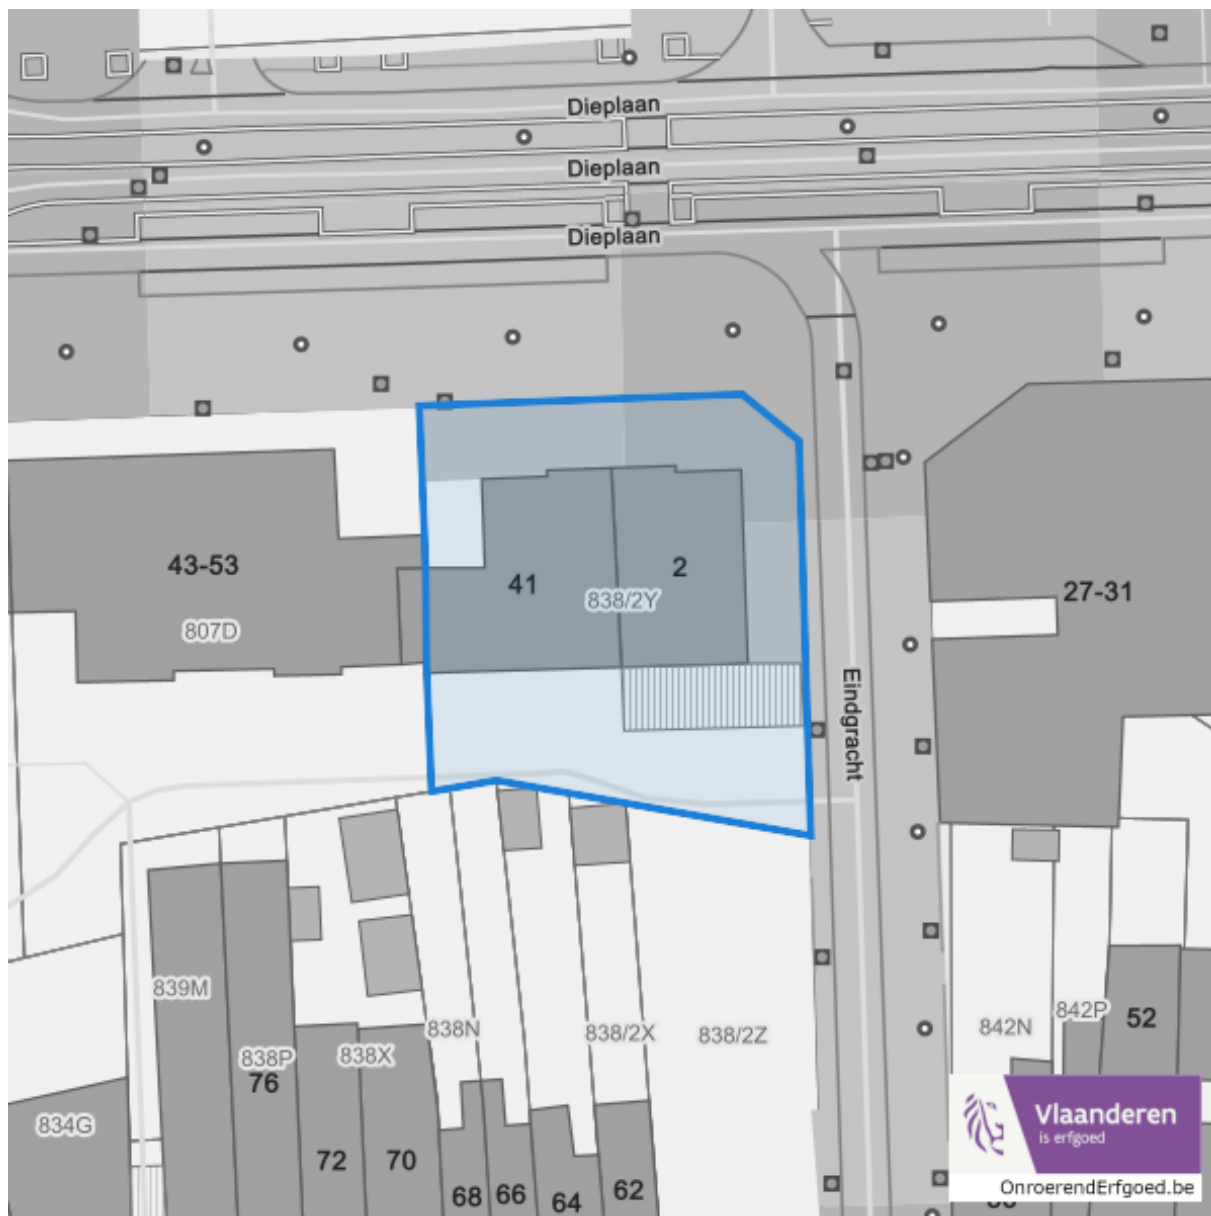 Dieplaan
Dieplaan
Dieplaan
43-53
41
2
27-31
838/2Y
807D
Eindgracht
839M
838N
838/2X
838/2Z
842N
842P
52
838P
838X
76
834G
72
70
68
66
64
62
Vlaanderen
is erfgoed
OnroerendErfgoed.be